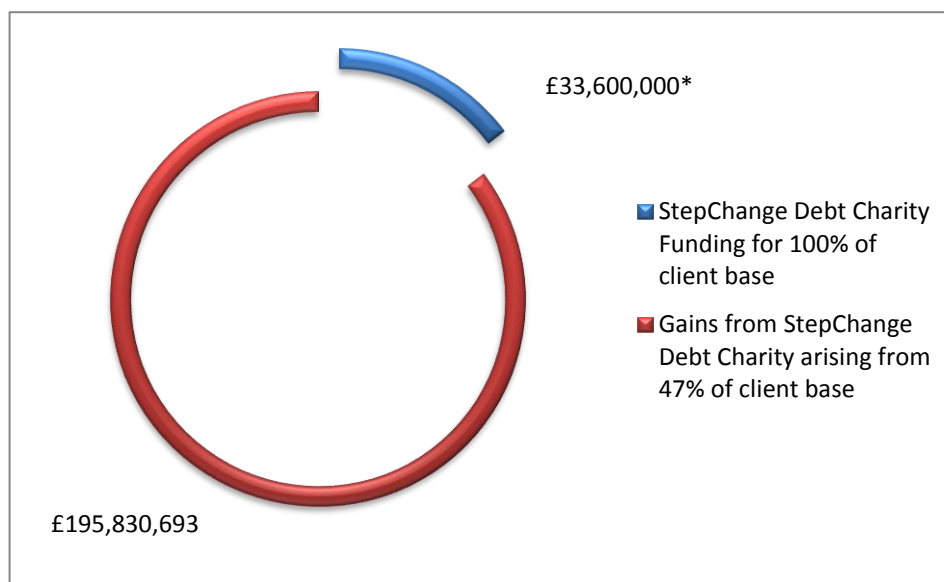 £33,600,000*
StepChange Debt Charity
Funding for 100% of
client base
Gains from StepChange
Debt Charity arising from
47% of client base
£195,830,693